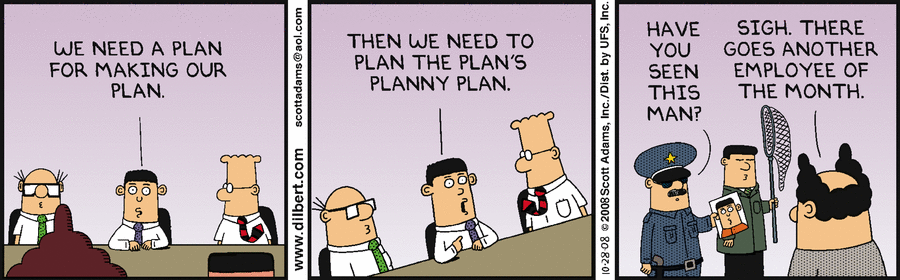 WE NEED A PLAN
FOR MAKING OUR
PLAN.
www.dilbert.com scottadams@aol.com
THEN WE NEED TO
PLAN THE PLAN'S
PLANNY PLAN.
10-28-08 © 2008 Scott Adams, Inc./Dist. by UFS, Inc.
HAVE
YOU
SEEN
THIS
MAN?
SIGH. THERE
GOES ANOTHER
EMPLOYEE OF
THE MONTH.